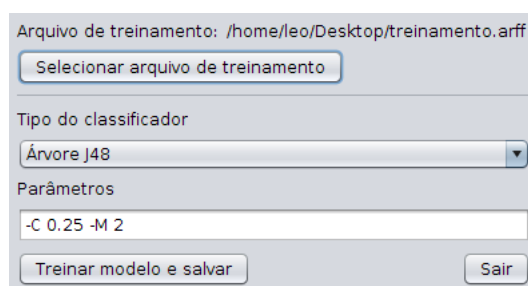 Arquivo de treinamento: /home/leo/Desktop/treinamento.arff
Selecionar arquivo de treinamento
Tipo do classificador
Árvore J48
Parâmetros
-C 0.25 -M 2
Treinar modelo e salvar Sair